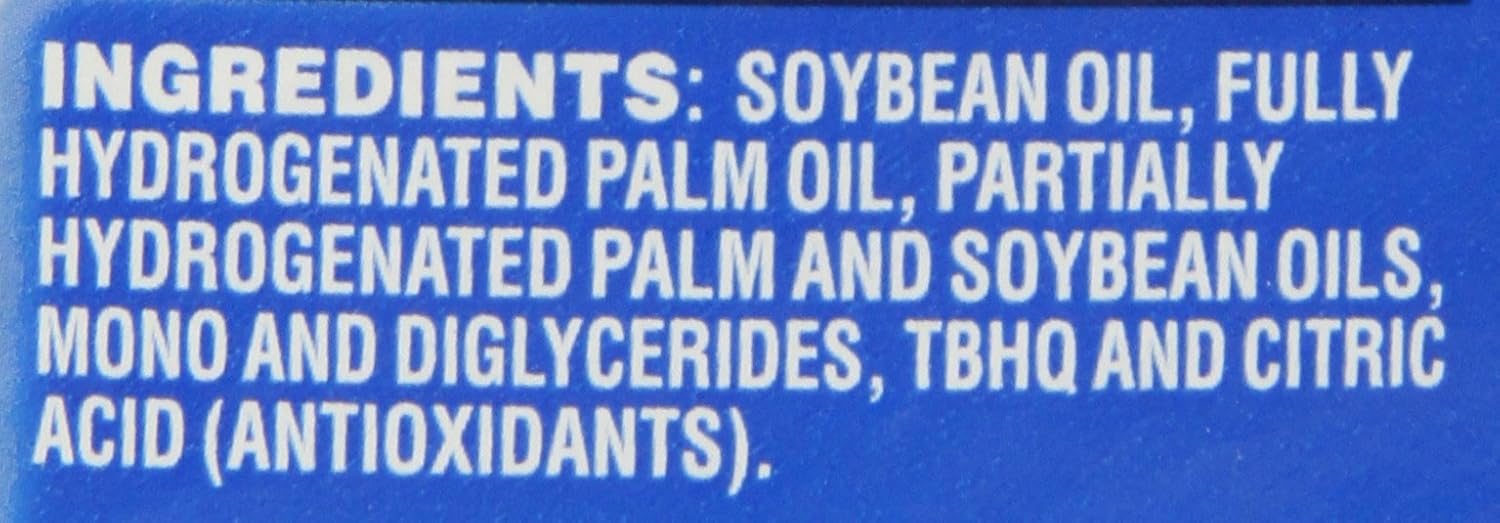 INGREDIENTS: SOYBEAN OIL, FULLY
HYDROGENATED PALM OIL, PARTIALLY
HYDROGENATED PALM AND SOYBEAN OILS,
MONO AND DIGLYCERIDES, TBHQ AND CITRIC
ACID (ANTIOXIDANTS).